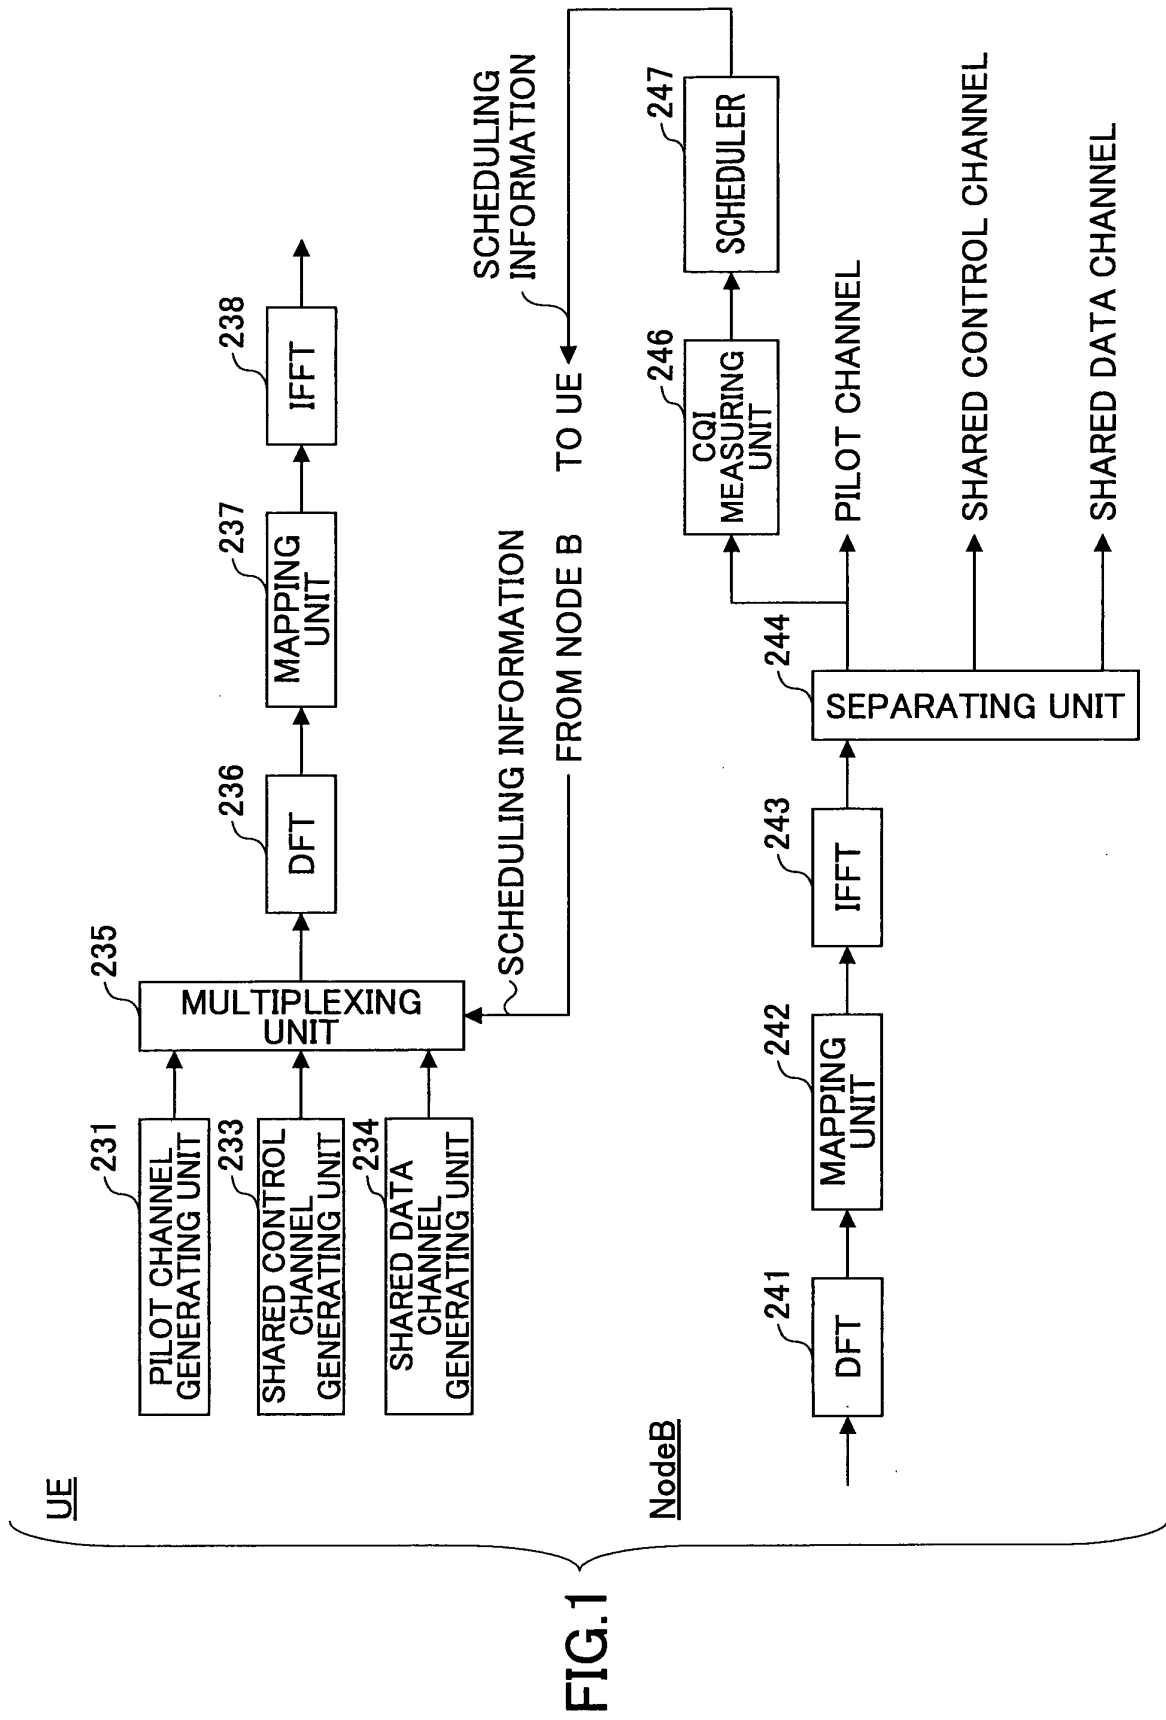 FIG.1
UE
231
PILOT CHANNEL
GENERATING UNIT
233
SHARED CONTROL
CHANNEL
GENERATING UNIT
234
SHARED DATA
CHANNEL
GENERATING UNIT
235
MULTIPLEXING
UNIT
236
DFT
237
MAPPING
UNIT
238
IFFT
SCHEDULING INFORMATION
FROM NODE B
TO UE
SCHEDULING
INFORMATION
NodeB
241
DFT
242
MAPPING
UNIT
243
IFFT
244
SEPARATING UNIT
246
CQI
MEASURING
UNIT
247
SCHEDULER
PILOT CHANNEL
SHARED CONTROL CHANNEL
SHARED DATA CHANNEL